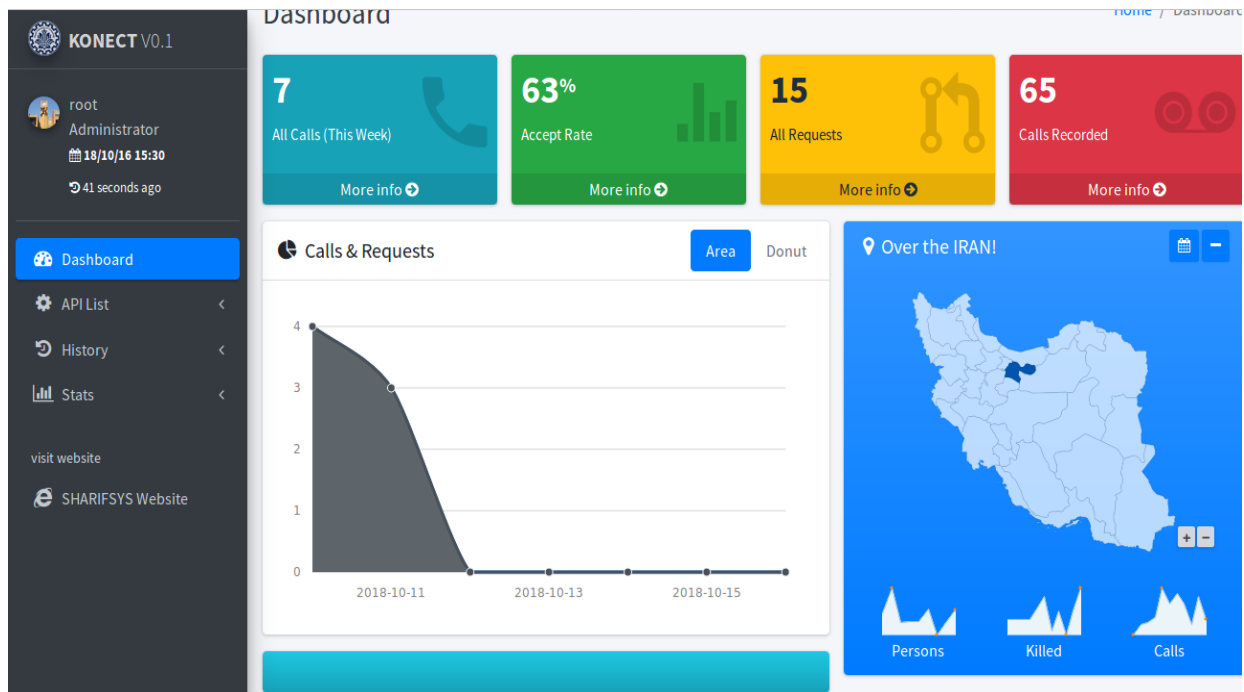 Dashboard
Home / Dashboard
KONECT V0.1
root
Administrator
18/10/16 15:30
41 seconds ago
Dashboard
API List
History
Stats
visit website
SHARIFSYS Website
7
All Calls (This Week)
More info
63%
Accept Rate
More info
15
All Requests
More info
65
Calls Recorded
More info
Calls & Requests
Area
Donut
4
3
2
1
0
2018-10-11
2018-10-13
2018-10-15
Over the IRAN!
+
−
Persons
Killed
Calls